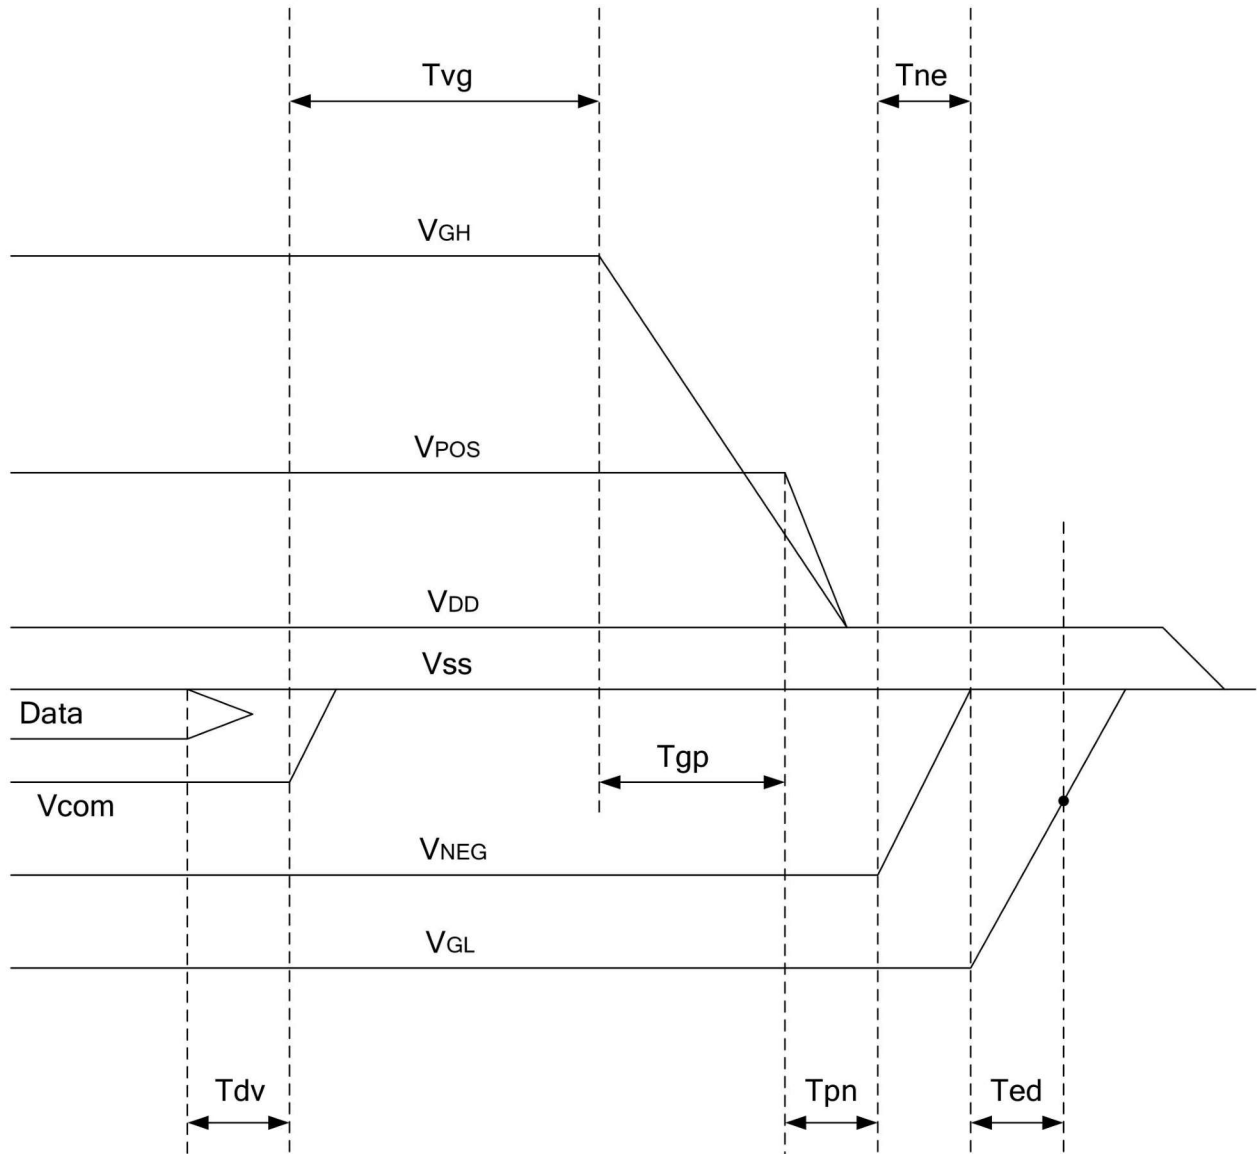 Tvg
Tne
VGH
VPOS
VDD
Vss
Data
Tgp
Vcom
VNEG
VGL
Tdv
Tpn
Ted